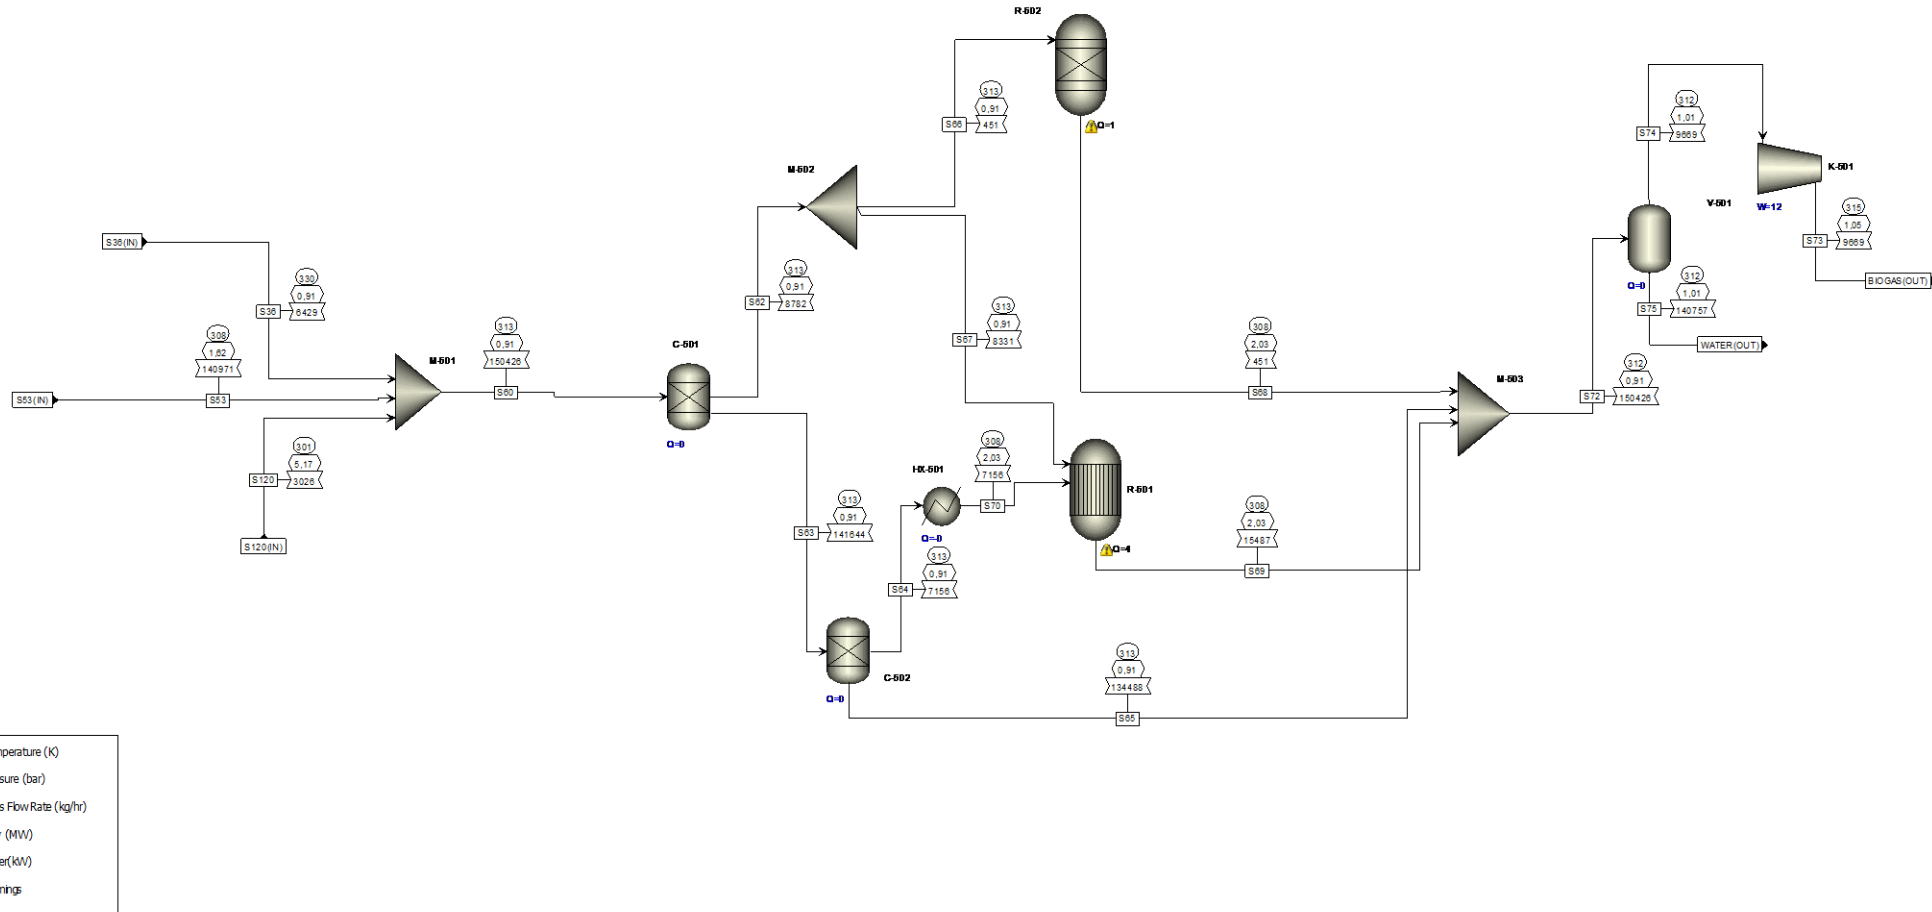 R-502
313
0,91
451
S66
Q=1
312
1,01
9669
S74
K-501
W=12
M-502
V-501
315
1,05
9669
S73
BIOGAS(OUT)
S36(IN)
330
0,91
6429
S36
313
0,91
8782
S62
Q=0
312
1,01
140757
S75
WATER(OUT)
308
1,62
140971
S53
S53(IN)
M-501
313
0,91
150426
S60
C-501
Q=0
313
0,91
8331
S67
308
2,03
451
S68
M-503
312
0,91
150426
S72
301
5,17
3026
S120
S120(IN)
HX-501
Q=-0
308
2,03
7156
S70
R-501
Q=4
313
0,91
141644
S63
313
0,91
7156
S64
308
2,03
15487
S69
C-502
Q=0
313
0,91
134488
S65
mperature (K)
sure (bar)
s Flow Rate (kg/hr)
y (MW)
er(kW)
nings